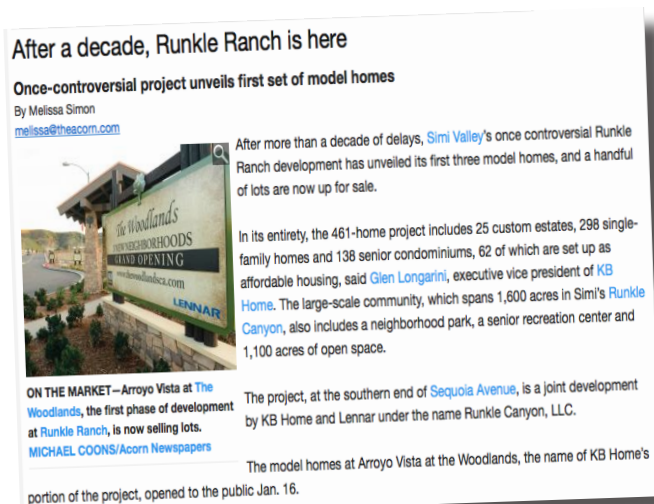 After a decade, Runkle Ranch is here
Once-controversial project unveils first set of model homes
By Melissa Simon
melissa@theacorn.com
The Woodlands
NEW NEIGHBORHOODS
GRAND OPENING
www.thewoodlandsca.com
LENNAR
ON THE MARKET—Arroyo Vista at The
Woodlands, the first phase of development
at Runkle Ranch, is now selling lots.
MICHAEL COONS/Acorn Newspapers
After more than a decade of delays, Simi Valley's once controversial Runkle
Ranch development has unveiled its first three model homes, and a handful
of lots are now up for sale.
In its entirety, the 461-home project includes 25 custom estates, 298 single-
family homes and 138 senior condominiums, 62 of which are set up as
affordable housing, said Glen Longarini, executive vice president of KB
Home. The large-scale community, which spans 1,600 acres in Simi's Runkle
Canyon, also includes a neighborhood park, a senior recreation center and
1,100 acres of open space.
The project, at the southern end of Sequoia Avenue, is a joint development
by KB Home and Lennar under the name Runkle Canyon, LLC.
The model homes at Arroyo Vista at the Woodlands, the name of KB Home's
portion of the project, opened to the public Jan. 16.